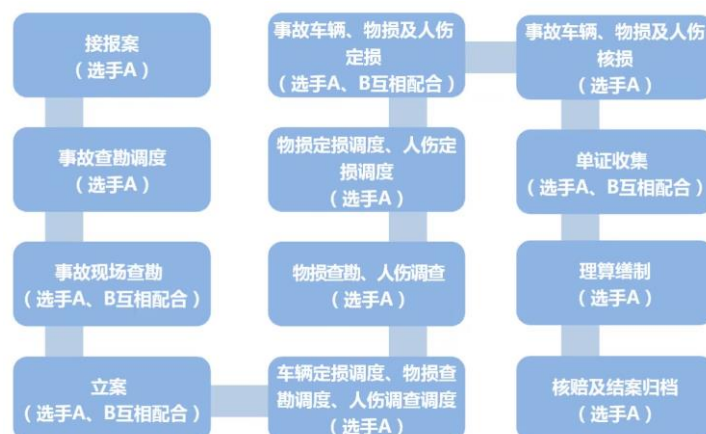 接报案
（选手A）
事故查勘调度
（选手A）
事故现场查勘
（选手A、B互相配合）
立案
（选手A、B互相配合）
车辆定损调度、物损查
勘调度、人伤调查调度
（选手A）
物损查勘、人伤调查
（选手A）
物损定损调度、人伤定
损调度
（选手A）
事故车辆、物损及人伤
定损
（选手A、B互相配合）
事故车辆、物损及人伤
核损
（选手A）
单证收集
（选手A、B互相配合）
理算缮制
（选手A）
核赔及结案归档
（选手A）